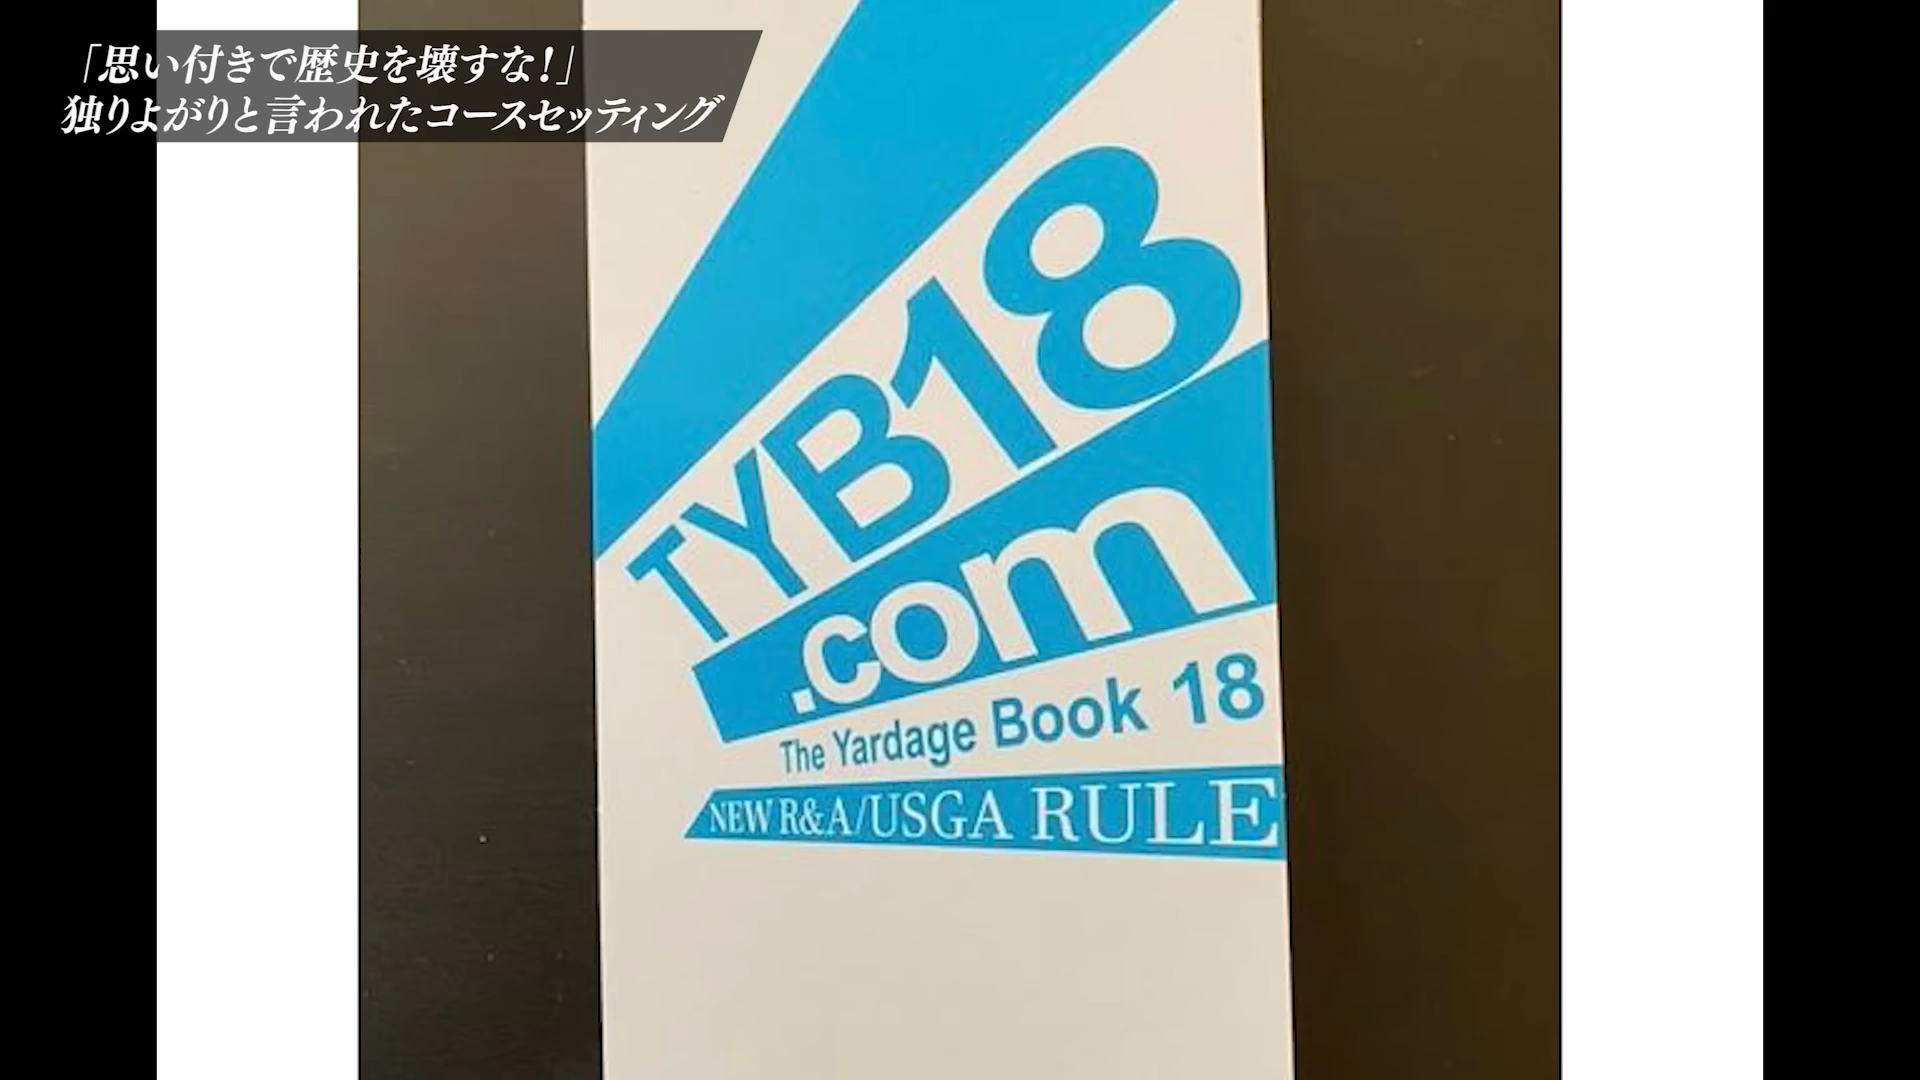 「思い付きで歴史を壊すな！」
独りよがりと言われたコースセッティング
TYB18
.com
The Yardage Book 18
NEW R&A/USGA RULE